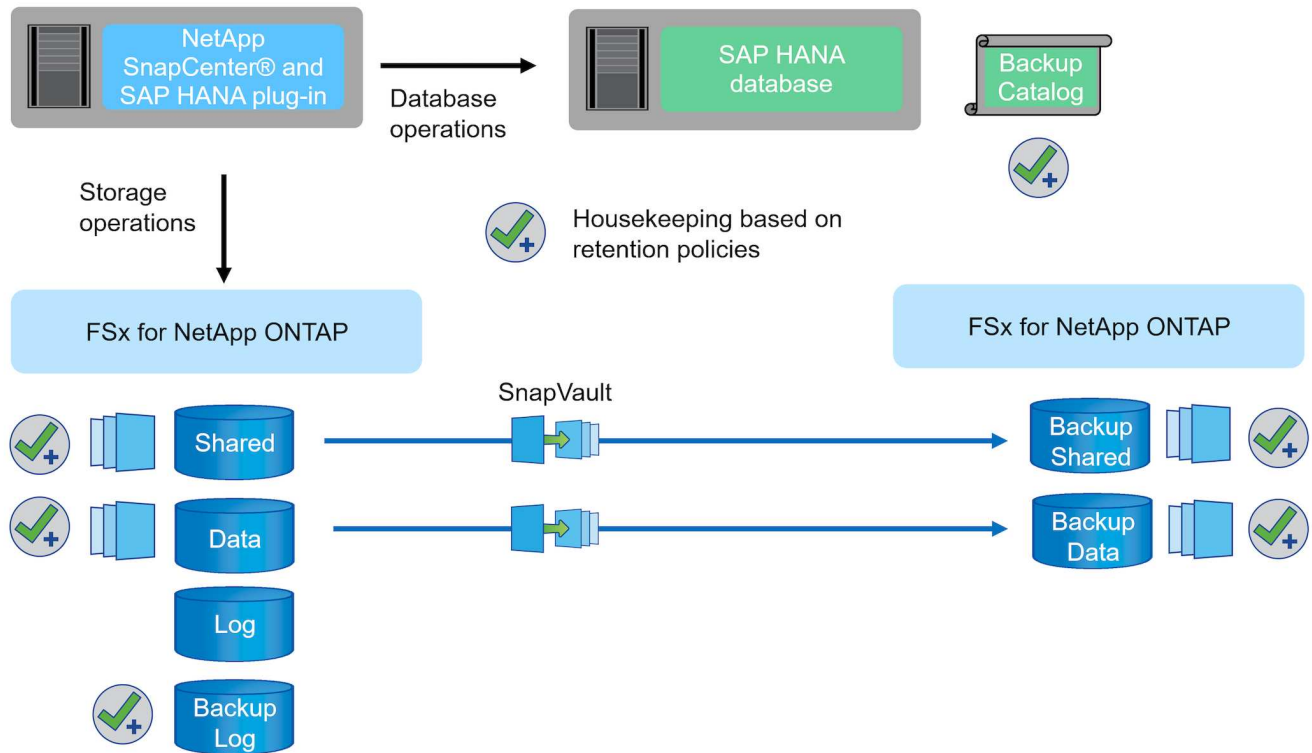 NetApp
SnapCenter® and
SAP HANA plug-in
Database
operations
SAP HANA
database
Backup
Catalog
Storage
operations
Housekeeping based on
retention policies
FSx for NetApp ONTAP
FSx for NetApp ONTAP
SnapVault
Shared
Backup
Shared
Data
Backup
Data
Log
Backup
Log